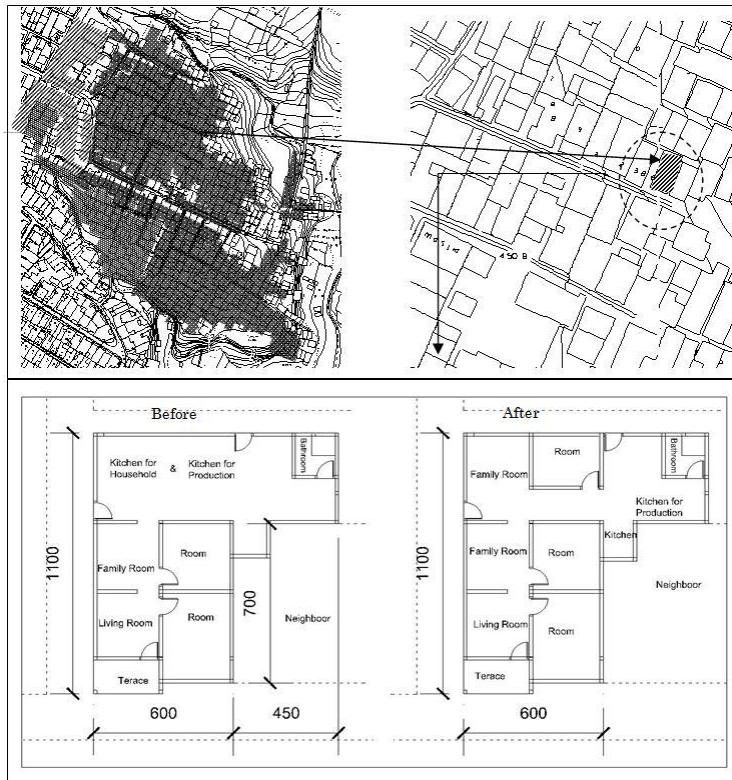 450 B
Before
After
Kitchen for
Household
&
Kitchen for
Production
Bathroom
Family Room
Room
Living Room
Room
Terace
Neighboor
1100
700
600
450
Room
Bathroom
Family Room
Kitchen for
Production
Kitchen
Family Room
Room
Neighboor
Living Room
Room
Terace
1100
600